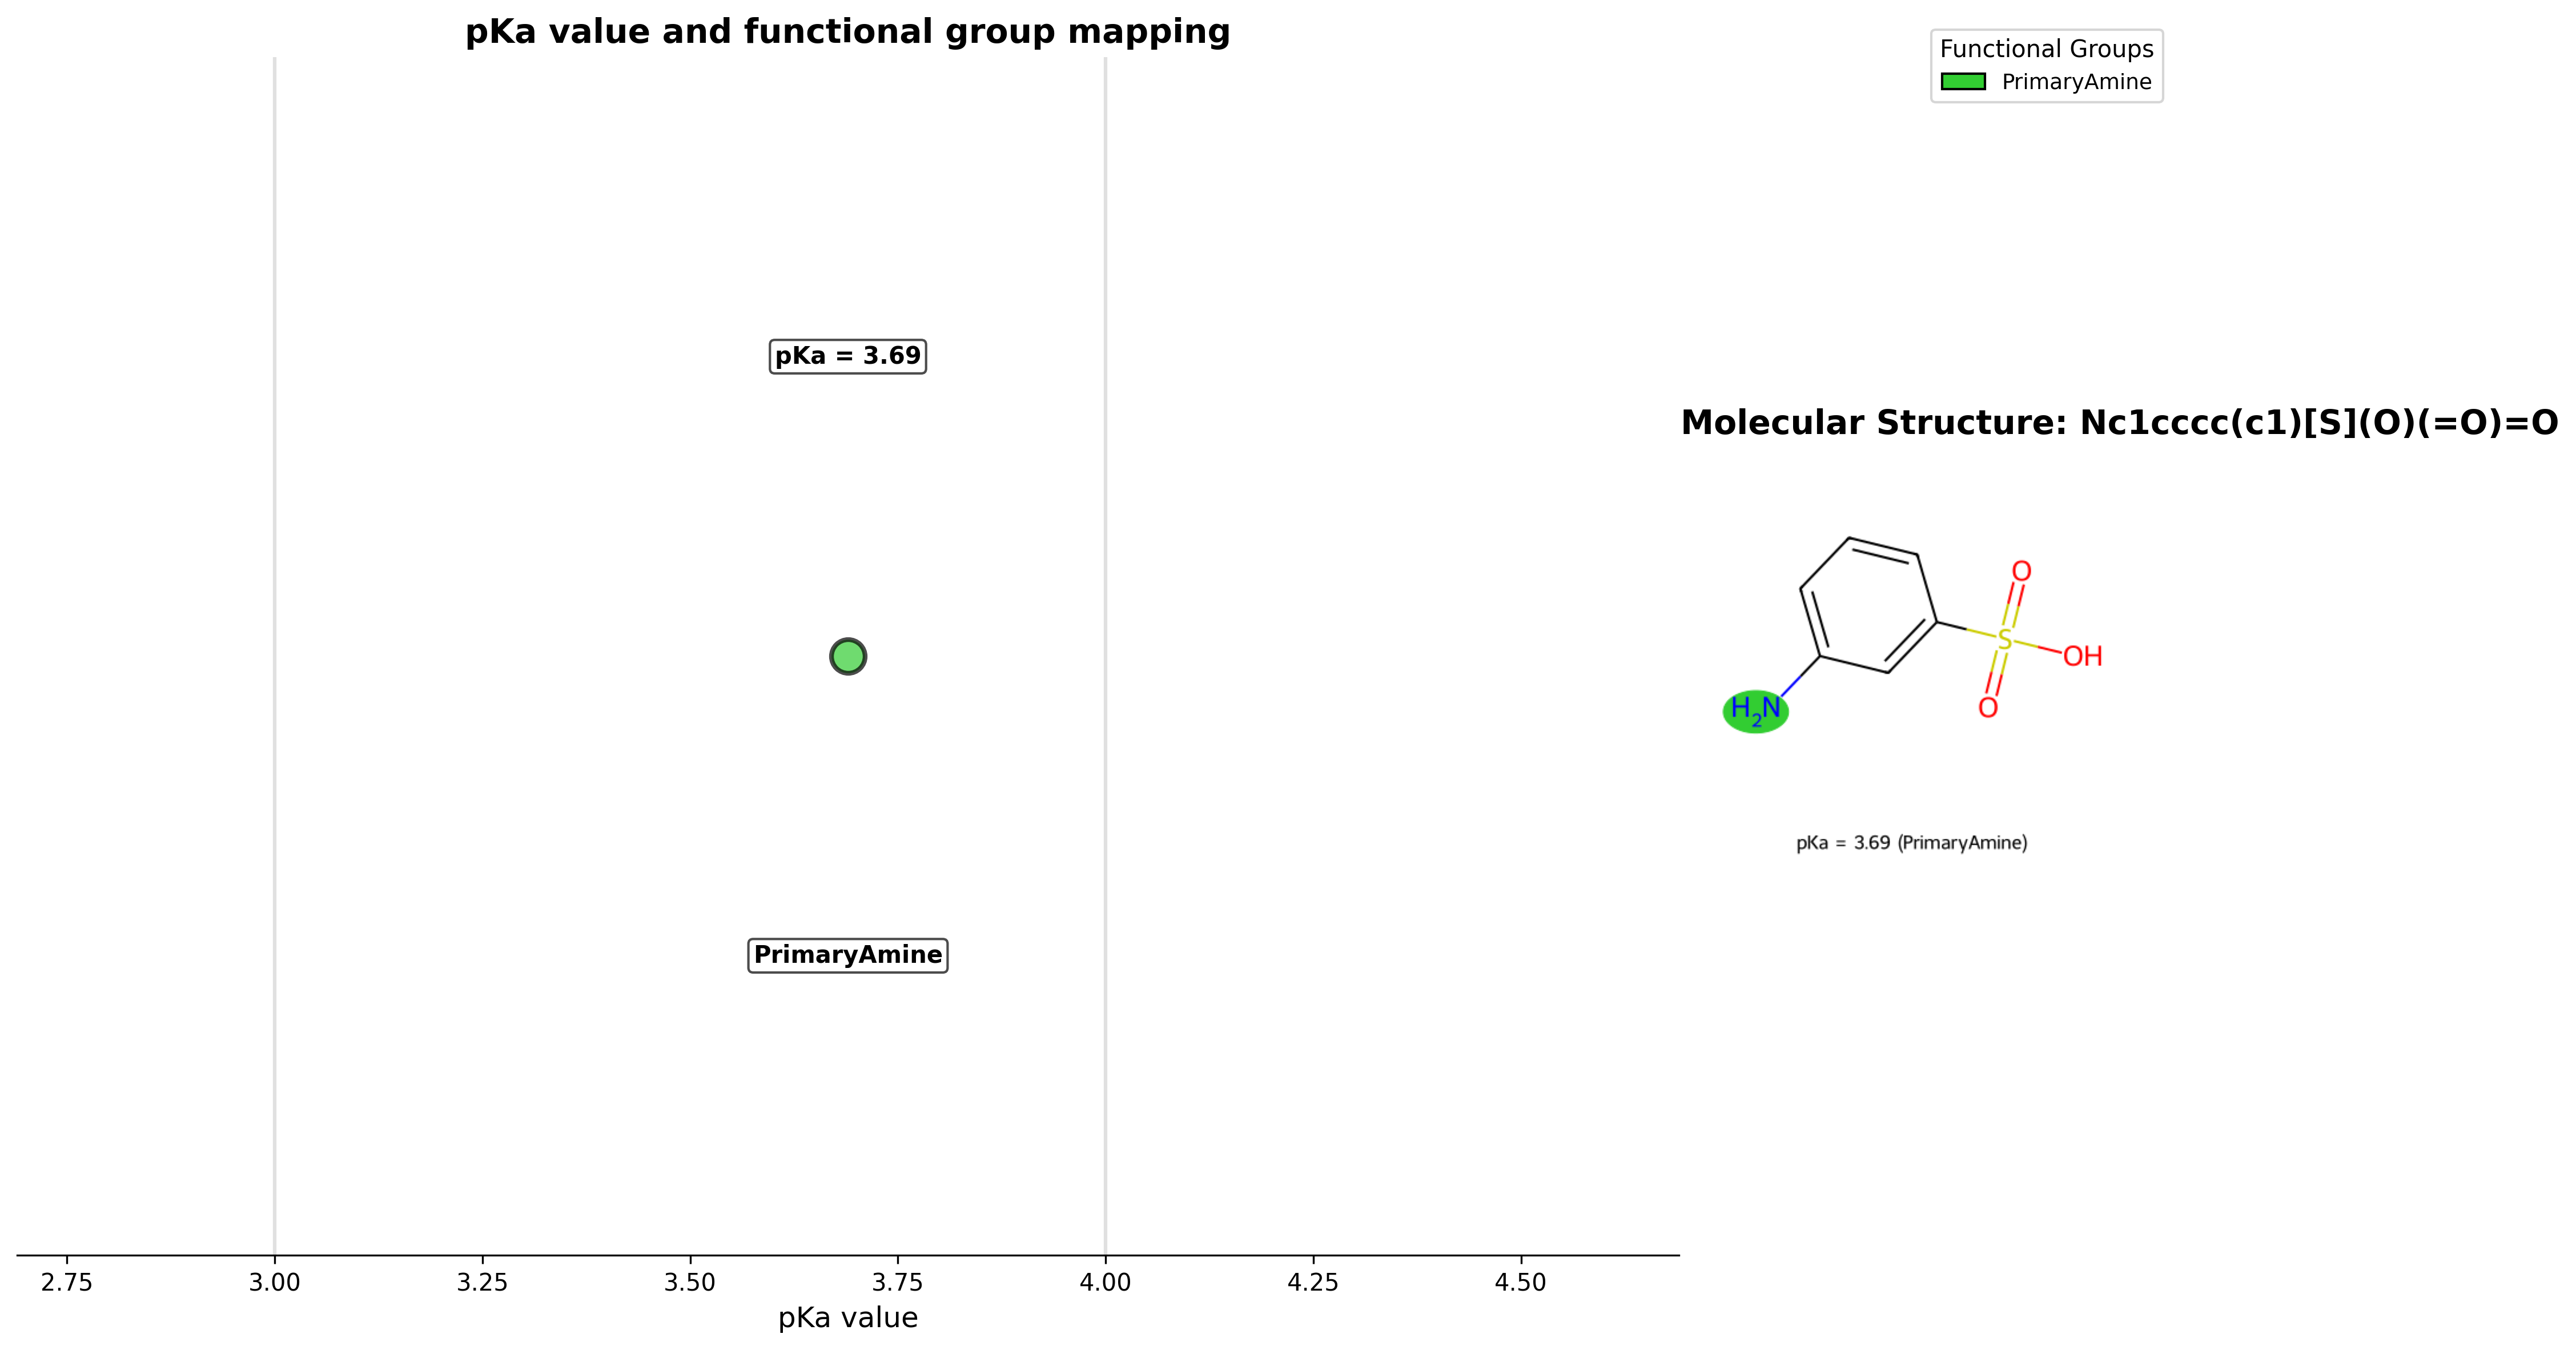 pKa value and functional group mapping
pKa = 3.69
PrimaryAmine
2.75 3.00 3.25 3.50 3.75 4.00 4.25 4.50
pKa value
Functional Groups
PrimaryAmine
Molecular Structure: Nc1cccc(c1)[S](O)(=O)=O
O
S
OH
O
H2N
pKa = 3.69 (PrimaryAmine)